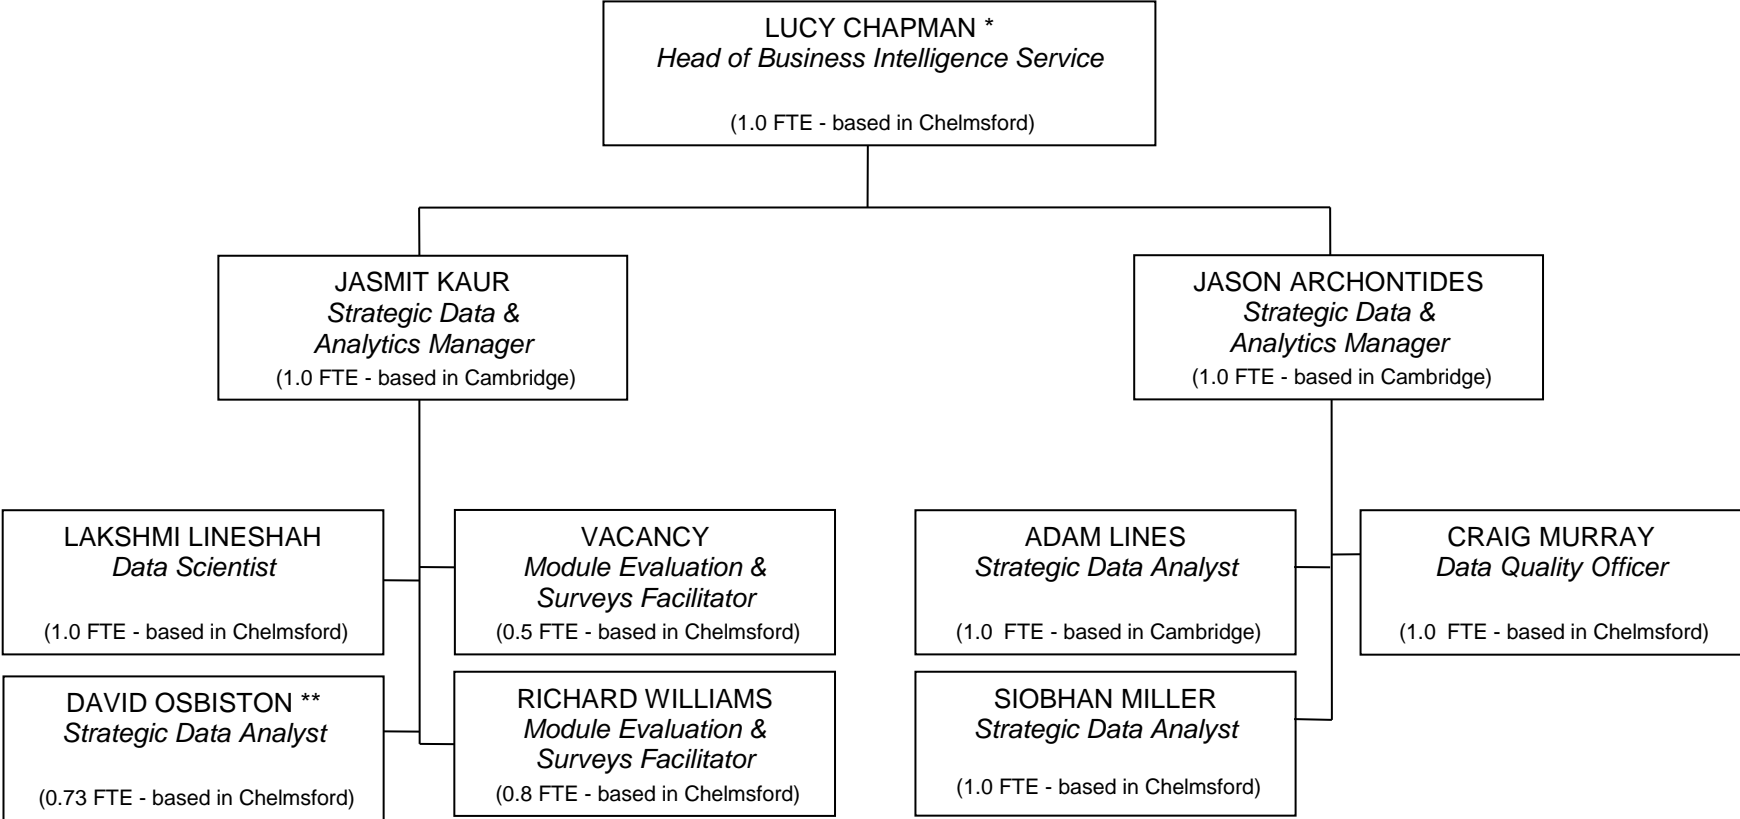 LUCY CHAPMAN *
Head of Business Intelligence Service
(1.0 FTE - based in Chelmsford)
JASMIT KAUR
Strategic Data &
Analytics Manager
(1.0 FTE - based in Cambridge)
JASON ARCHONTIDES
Strategic Data &
Analytics Manager
(1.0 FTE - based in Cambridge)
LAKSHMI LINESHAH
Data Scientist
(1.0 FTE - based in Chelmsford)
VACANCY
Module Evaluation &
Surveys Facilitator
(0.5 FTE - based in Chelmsford)
ADAM LINES
Strategic Data Analyst
(1.0  FTE - based in Cambridge)
CRAIG MURRAY
Data Quality Officer
(1.0  FTE - based in Chelmsford)
DAVID OSBISTON **
Strategic Data Analyst
(0.73 FTE - based in Chelmsford)
RICHARD WILLIAMS
Module Evaluation &
Surveys Facilitator
(0.8 FTE - based in Chelmsford)
SIOBHAN MILLER
Strategic Data Analyst
(1.0 FTE - based in Chelmsford)